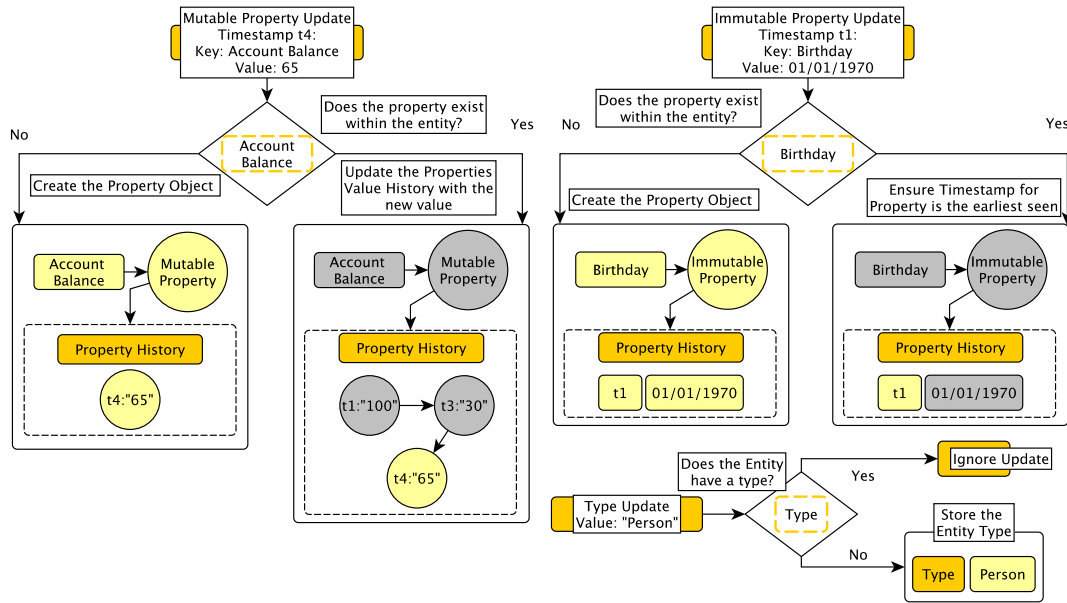 Mutable Property Update
Timestamp t4:
Key: Account Balance
Value: 65
Does the property exist
within the entity?
No
Yes
Account
Balance
Create the Property Object
Update the Properties
Value History with the
new value
Account
Balance
Mutable
Property
Property History
t4:"65"
Account
Balance
Mutable
Property
Property History
t1:"100"
t3:"30"
t4:"65"
Immutable Property Update
Timestamp t1:
Key: Birthday
Value: 01/01/1970
Does the property exist
within the entity?
No
Yes
Birthday
Create the Property Object
Ensure Timestamp for
Property is the earliest seen
Birthday
Immutable
Property
Property History
t1
01/01/1970
Birthday
Immutable
Property
Property History
t1
01/01/1970
Does the Entity
have a type?
Yes
Ignore Update
Type Update
Value: "Person"
Type
No
Store the
Entity Type
Type
Person